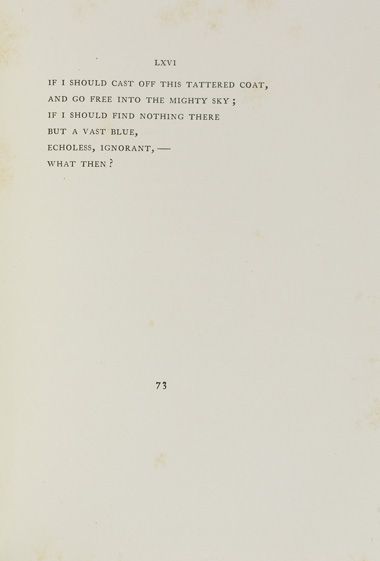 LXVI
IF I SHOULD CAST OFF THIS TATTERED COAT,
AND GO FREE INTO THE MIGHTY SKY;
IF I SHOULD FIND NOTHING THERE
BUT A VAST BLUE,
ECHOLESS, IGNORANT,—
WHAT THEN?
73